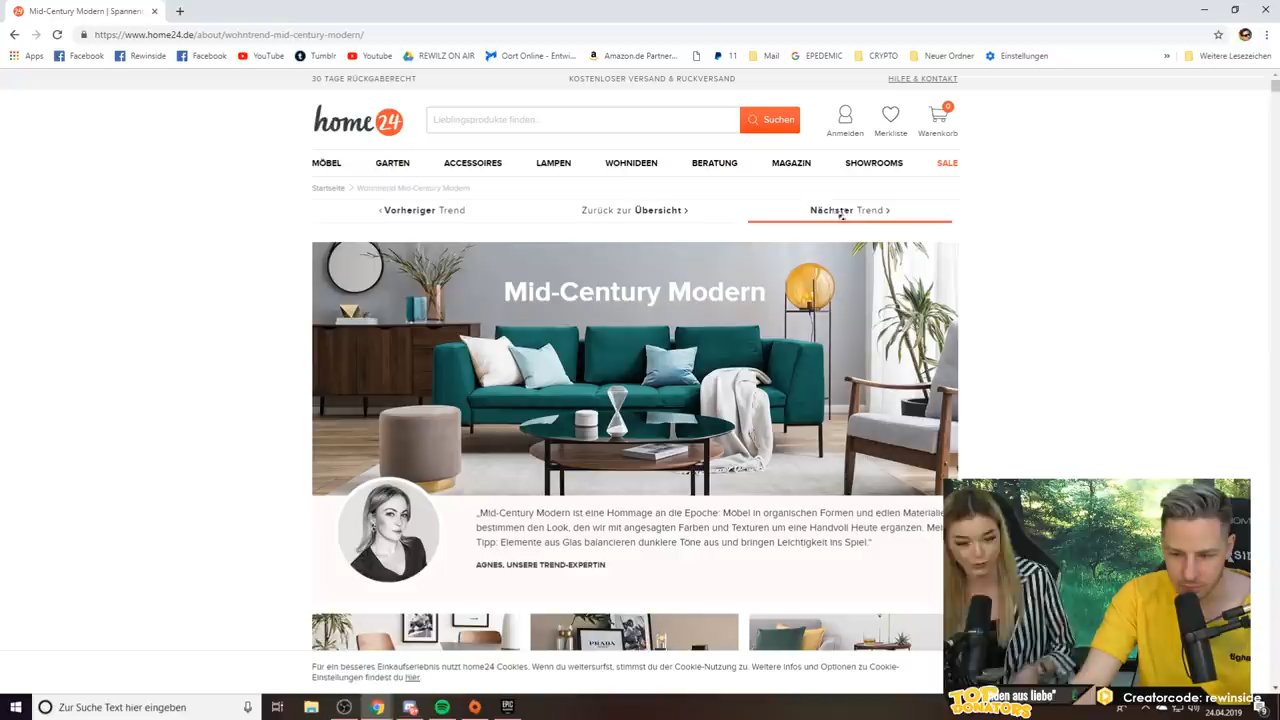 Mid-Century Modern | Spannen
https://www.home24.de/about/wohntrend-mid-century-modern/
Apps
Facebook
Rewinside
Facebook
YouTube
Tumblr
Youtube
REWILZ ON AIR
Oort Online - Entwi...
Amazon.de Partner...
11
Mail
EPEDEMIC
CRYPTO
Neuer Ordner
Einstellungen
»
Weitere Lesezeichen
30 TAGE RÜCKGABERECHT
KOSTENLOSER VERSAND & RÜCKVERSAND
HILFE & KONTAKT
home24
Lieblingsprodukte finden...
Suchen
0
Anmelden
Merkliste
Warenkorb
MÖBEL
GARTEN
ACCESSOIRES
LAMPEN
WOHNIDEEN
BERATUNG
MAGAZIN
SHOWROOMS
SALE
Startseite > Wohntrend Mid-Century Modern
‹ Vorheriger Trend
Zurück zur Übersicht ›
Nächster Trend ›
Mid-Century Modern
„Mid-Century Modern ist eine Hommage an die Epoche: Möbel in organischen Formen und edlen Materialie
bestimmen den Look, den wir mit angesagten Farben und Texturen um eine Handvoll Heute ergänzen. Mei
Tipp: Elemente aus Glas balancieren dunklere Töne aus und bringen Leichtigkeit ins Spiel.“
AGNES, UNSERE TREND-EXPERTIN
PRADA
Für ein besseres Einkaufserlebnis nutzt home24 Cookies. Wenn du weitersurfst, stimmst du der Cookie-Nutzung zu. Weitere Infos und Optionen zu Cookie-
Einstellungen findest du hier.
TOP DONATORS
den aus liebe"
Creatorcode: rewinside
Zur Suche Text hier eingeben
EPIC
24.04.2019
9